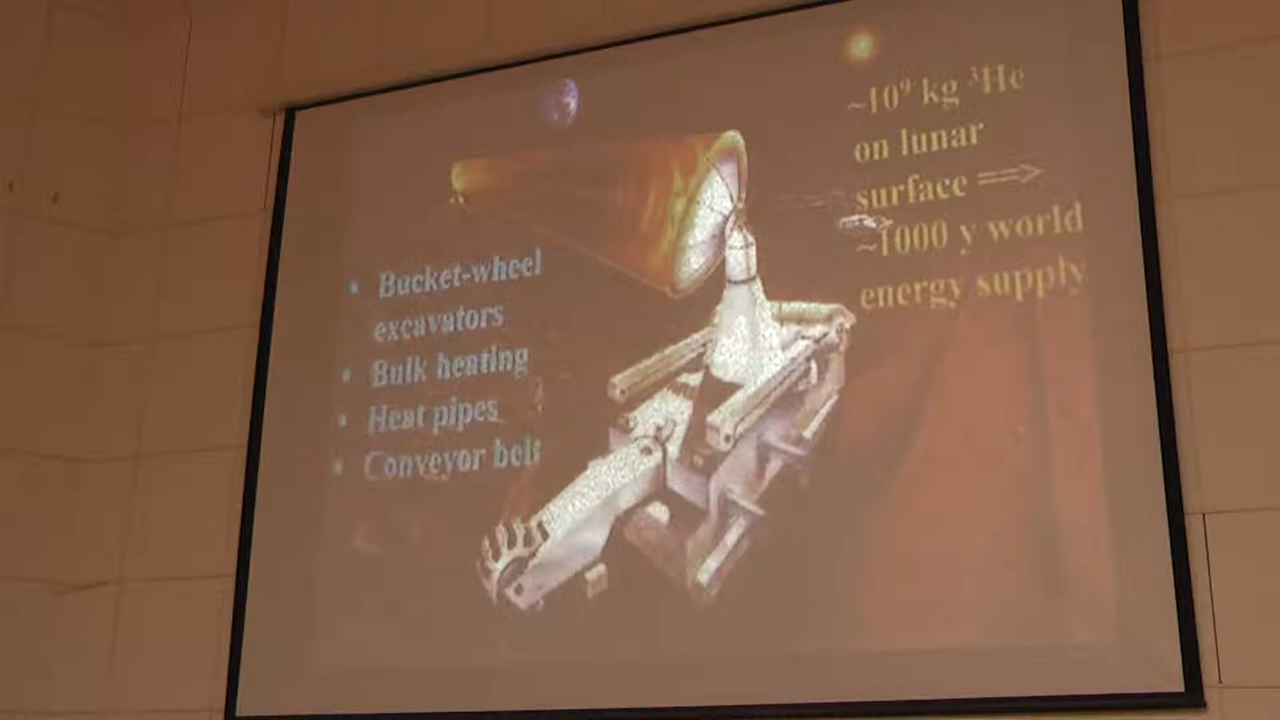 ~10⁹ kg ³He
on lunar
surface ⟹
~1000 y world
energy supply
• Bucket-wheel
excavators
• Bulk heating
• Heat pipes
• Conveyor belt